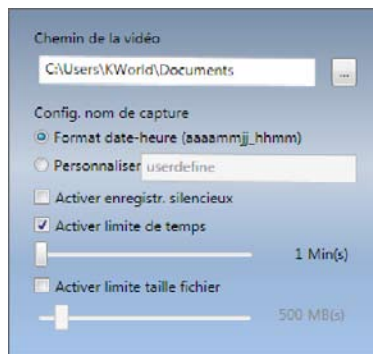 Chemin de la vidéo
C:\Users\KWorld\Documents
...
Config. nom de capture
Format date-heure (aaaammjj_hhmm)
Personnaliser userdefine
Activer enregistr. silencieux
Activer limite de temps
1 Min(s)
Activer limite taille fichier
500 MB(s)